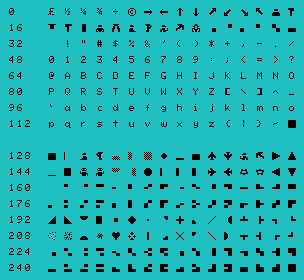 0 £ ½ ¼ ¾ ÷ © → ← ↑ ↓ ↗ ↙ ↘ ↖
16
32 ! " # $ % & ' ( ) * + , - . /
48 0 1 2 3 4 5 6 7 8 9 : ; < = > ?
64 @ A B C D E F G H I J K L M N O
80 P Q R S T U V W X Y Z [ \ ] ^ _
96 ` a b c d e f g h i j k l m n o
112 p q r s t u v w x y z { | } ~ ■
128
144
160
176
192
208
224
240